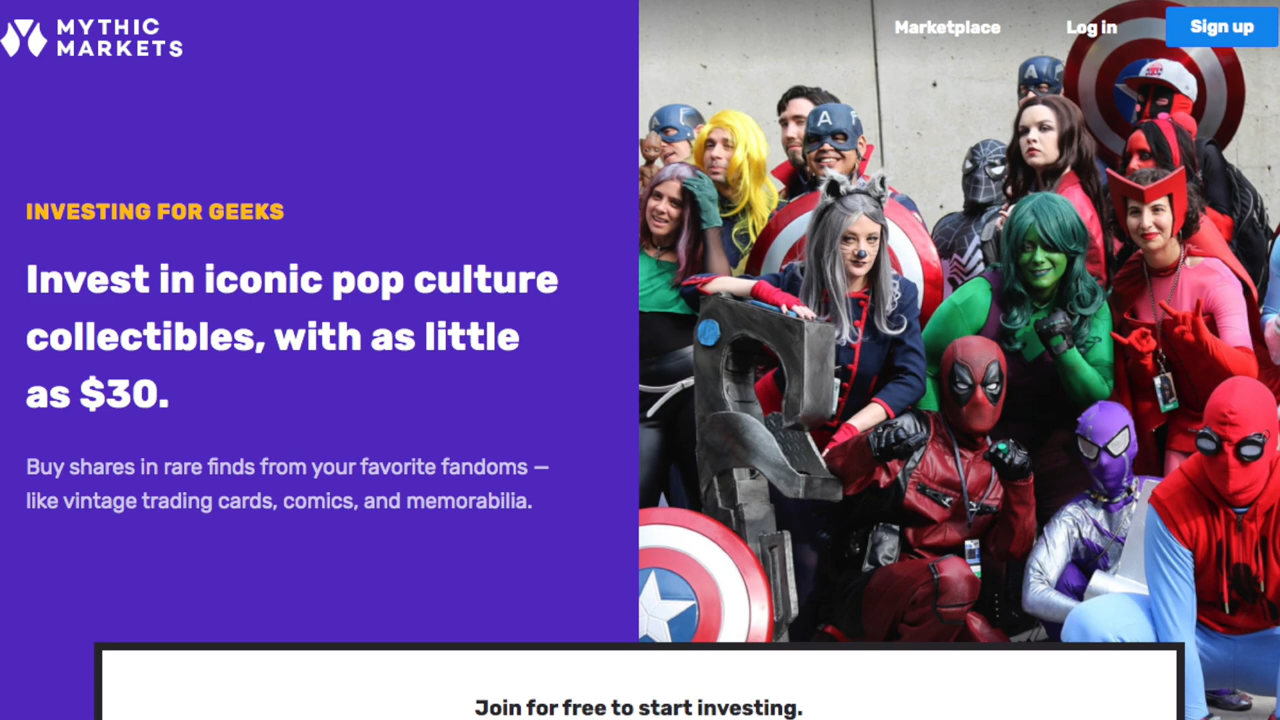 MYTHIC
MARKETS
Marketplace
Log in
Sign up
INVESTING FOR GEEKS
Invest in iconic pop culture
collectibles, with as little
as $30.
Buy shares in rare finds from your favorite fandoms —
like vintage trading cards, comics, and memorabilia.
A
A F
Join for free to start investing.